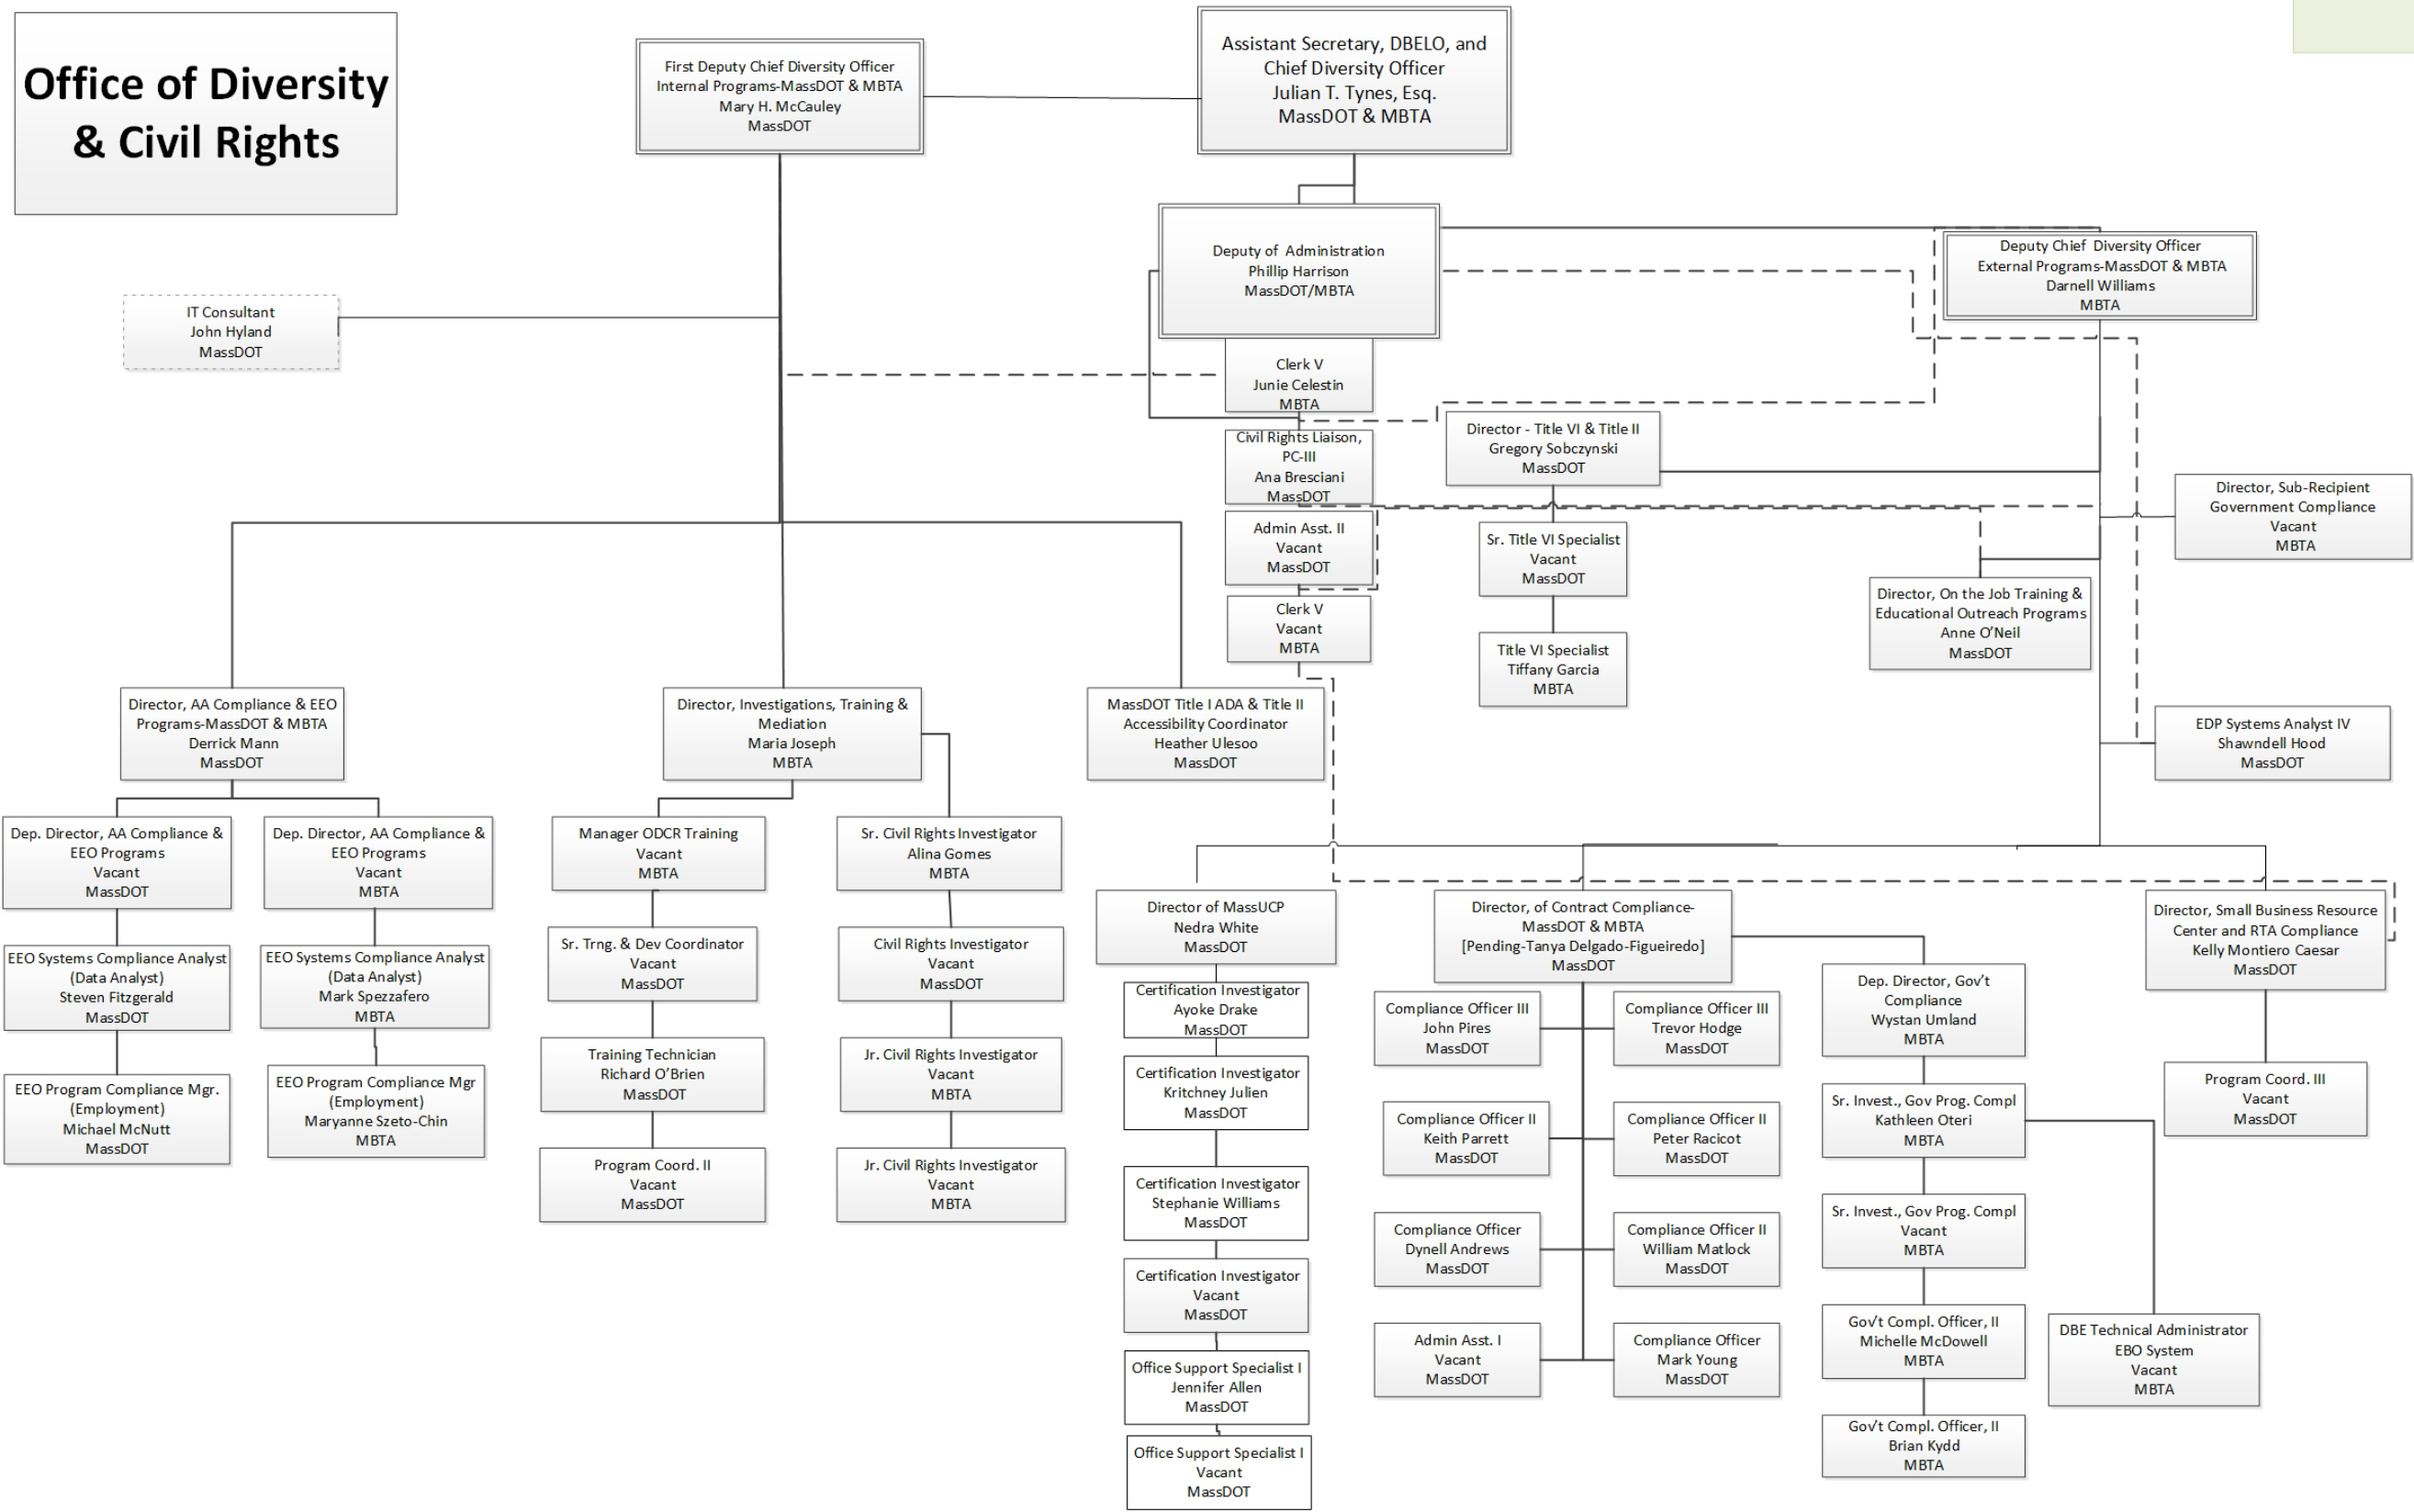 Office of Diversity
& Civil Rights
First Deputy Chief Diversity Officer
Internal Programs-MassDOT & MBTA
Mary H. McCauley
MassDOT
Assistant Secretary, DBELO, and
Chief Diversity Officer
Julian T. Tynes, Esq.
MassDOT & MBTA
Deputy of Administration
Phillip Harrison
MassDOT/MBTA
Deputy Chief Diversity Officer
External Programs-MassDOT & MBTA
Darnell Williams
MBTA
IT Consultant
John Hyland
MassDOT
Clerk V
Junie Celestin
MBTA
Civil Rights Liaison,
PC-III
Ana Bresciani
MassDOT
Director - Title VI & Title II
Gregory Sobczynski
MassDOT
Director, Sub-Recipient
Government Compliance
Vacant
MBTA
Admin Asst. II
Vacant
MassDOT
Sr. Title VI Specialist
Vacant
MassDOT
Director, On the Job Training &
Educational Outreach Programs
Anne O'Neil
MassDOT
Clerk V
Vacant
MBTA
Title VI Specialist
Tiffany Garcia
MBTA
Director, AA Compliance & EEO
Programs-MassDOT & MBTA
Derrick Mann
MassDOT
Director, Investigations, Training &
Mediation
Maria Joseph
MBTA
MassDOT Title I ADA & Title II
Accessibility Coordinator
Heather Ulesoo
MassDOT
EDP Systems Analyst IV
Shawndell Hood
MassDOT
Dep. Director, AA Compliance &
EEO Programs
Vacant
MassDOT
Dep. Director, AA Compliance &
EEO Programs
Vacant
MBTA
Manager ODCR Training
Vacant
MBTA
Sr. Civil Rights Investigator
Alina Gomes
MBTA
Director of MassUCP
Nedra White
MassDOT
Director, of Contract Compliance-
MassDOT & MBTA
[Pending-Tanya Delgado-Figueiredo]
MassDOT
Director, Small Business Resource
Center and RTA Compliance
Kelly Montiero Caesar
MassDOT
EEO Systems Compliance Analyst
(Data Analyst)
Steven Fitzgerald
MassDOT
EEO Systems Compliance Analyst
(Data Analyst)
Mark Spezzafero
MBTA
Sr. Trng. & Dev Coordinator
Vacant
MassDOT
Civil Rights Investigator
Vacant
MassDOT
Certification Investigator
Ayoke Drake
MassDOT
Compliance Officer III
John Pires
MassDOT
Compliance Officer III
Trevor Hodge
MassDOT
Dep. Director, Gov't
Compliance
Wystan Umland
MBTA
EEO Program Compliance Mgr.
(Employment)
Michael McNutt
MassDOT
EEO Program Compliance Mgr
(Employment)
Maryanne Szeto-Chin
MBTA
Training Technician
Richard O'Brien
MassDOT
Jr. Civil Rights Investigator
Vacant
MBTA
Certification Investigator
Kritchney Julien
MassDOT
Compliance Officer II
Keith Parrett
MassDOT
Compliance Officer II
Peter Racicot
MassDOT
Sr. Invest., Gov Prog. Compl
Kathleen Oteri
MBTA
Program Coord. III
Vacant
MassDOT
Program Coord. II
Vacant
MassDOT
Jr. Civil Rights Investigator
Vacant
MBTA
Certification Investigator
Stephanie Williams
MassDOT
Compliance Officer
Dynell Andrews
MassDOT
Compliance Officer II
William Matlock
MassDOT
Sr. Invest., Gov Prog. Compl
Vacant
MBTA
Certification Investigator
Vacant
MassDOT
Admin Asst. I
Vacant
MassDOT
Compliance Officer
Mark Young
MassDOT
Gov't Compl. Officer, II
Michelle McDowell
MBTA
DBE Technical Administrator
EBO System
Vacant
MBTA
Office Support Specialist I
Jennifer Allen
MassDOT
Gov't Compl. Officer, II
Brian Kydd
MBTA
Office Support Specialist I
Vacant
MassDOT